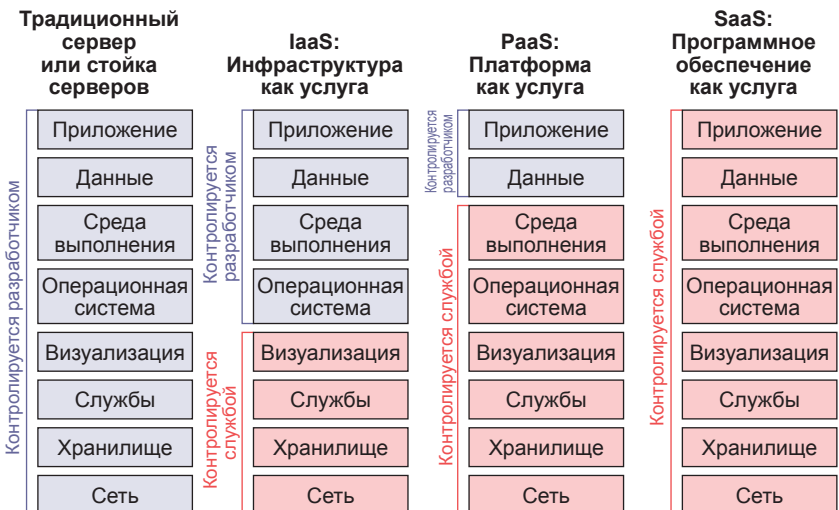 Традиционный
сервер
или стойка
серверов
Контролируется разработчиком
Приложение
Данные
Среда
выполнения
Операционная
система
Визуализация
Службы
Хранилище
Сеть
IaaS:
Инфраструктура
как услуга
Контролируется
разработчиком
Приложение
Данные
Среда
выполнения
Операционная
система
Контролируется
службой
Визуализация
Службы
Хранилище
Сеть
PaaS:
Платформа
как услуга
Контролируется
разработчиком
Приложение
Данные
Контролируется службой
Среда
выполнения
Операционная
система
Визуализация
Службы
Хранилище
Сеть
SaaS:
Программное
обеспечение
как услуга
Контролируется службой
Приложение
Данные
Среда
выполнения
Операционная
система
Визуализация
Службы
Хранилище
Сеть